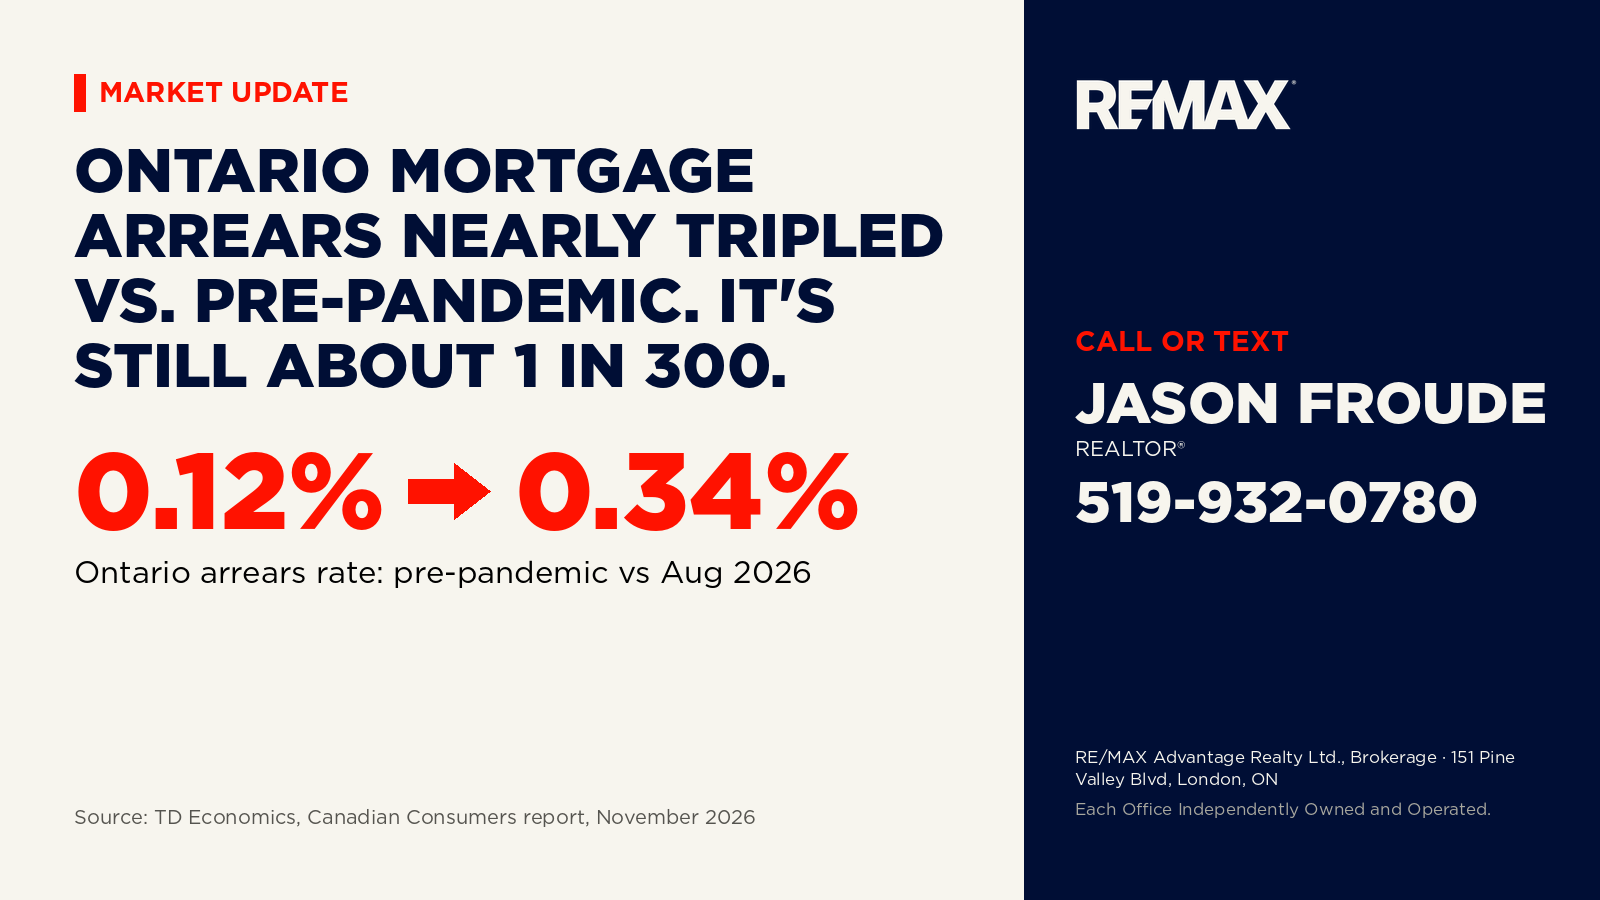 MARKET UPDATE
ONTARIO MORTGAGE
ARREARS NEARLY TRIPLED
VS. PRE-PANDEMIC. IT'S
STILL ABOUT 1 IN 300.
0.12% → 0.34%
Ontario arrears rate: pre-pandemic vs Aug 2026
Source: TD Economics, Canadian Consumers report, November 2026
REMAX®
CALL OR TEXT
JASON FROUDE
REALTOR®
519-932-0780
RE/MAX Advantage Realty Ltd., Brokerage · 151 Pine
Valley Blvd, London, ON
Each Office Independently Owned and Operated.